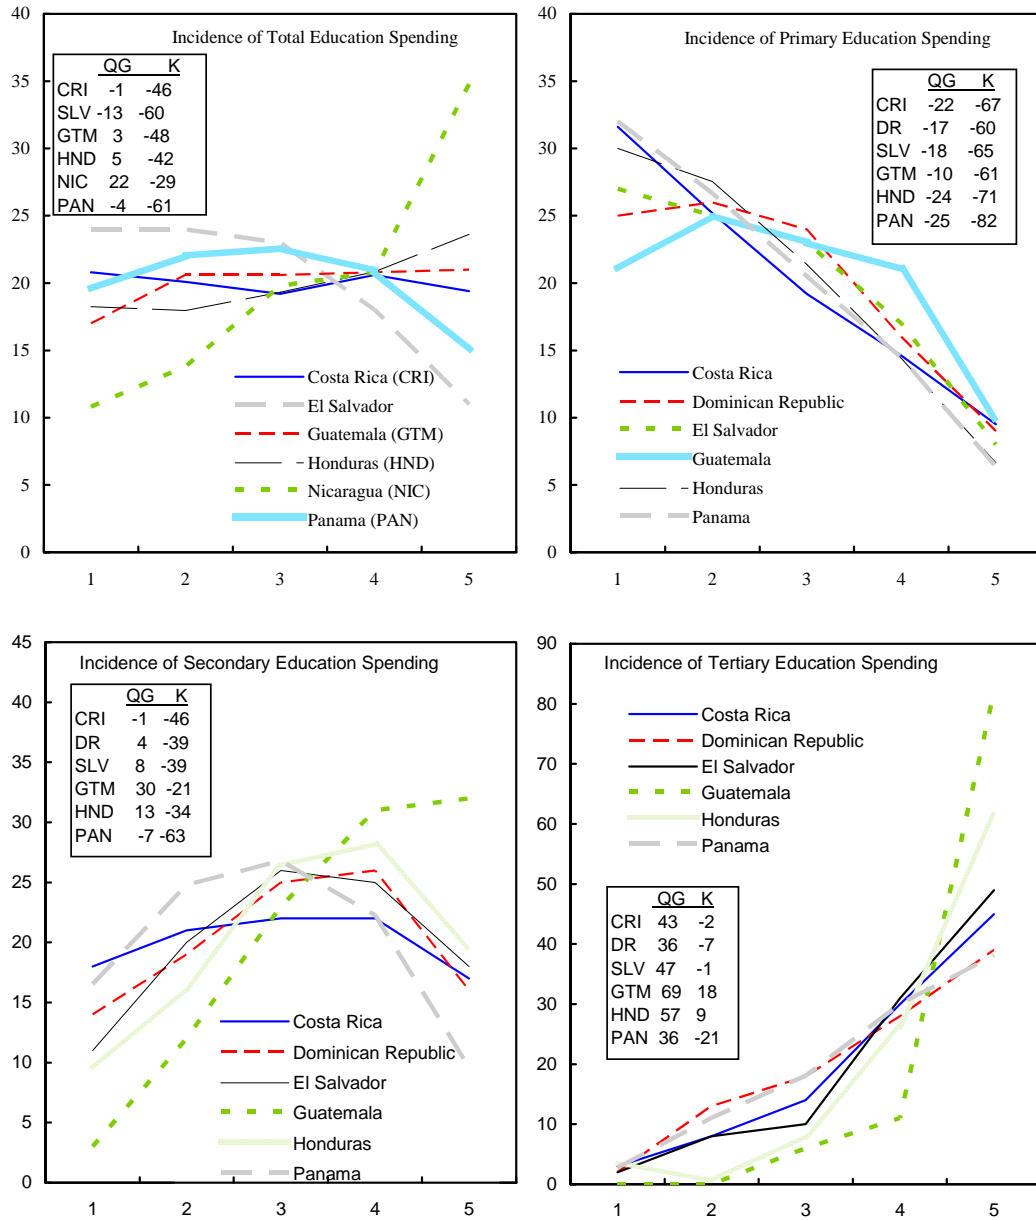 Incidence of Total Education Spending
40
35
30
25
20
15
10
5
0
QG K
CRI -1 -46
SLV -13 -60
GTM 3 -48
HND 5 -42
NIC 22 -29
PAN -4 -61
Costa Rica (CRI)
El Salvador
Guatemala (GTM)
Honduras (HND)
Nicaragua (NIC)
Panama (PAN)
1 2 3 4 5
Incidence of Primary Education Spending
40
35
30
25
20
15
10
5
0
QG K
CRI -22 -67
DR -17 -60
SLV -18 -65
GTM -10 -61
HND -24 -71
PAN -25 -82
Costa Rica
Dominican Republic
El Salvador
Guatemala
Honduras
Panama
1 2 3 4 5
Incidence of Secondary Education Spending
45
40
35
30
25
20
15
10
5
0
QG K
CRI -1 -46
DR 4 -39
SLV 8 -39
GTM 30 -21
HND 13 -34
PAN -7 -63
Costa Rica
Dominican Republic
El Salvador
Guatemala
Honduras
Panama
1 2 3 4 5
Incidence of Tertiary Education Spending
90
80
70
60
50
40
30
20
10
0
Costa Rica
Dominican Republic
El Salvador
Guatemala
Honduras
Panama
QG K
CRI 43 -2
DR 36 -7
SLV 47 -1
GTM 69 18
HND 57 9
PAN 36 -21
1 2 3 4 5